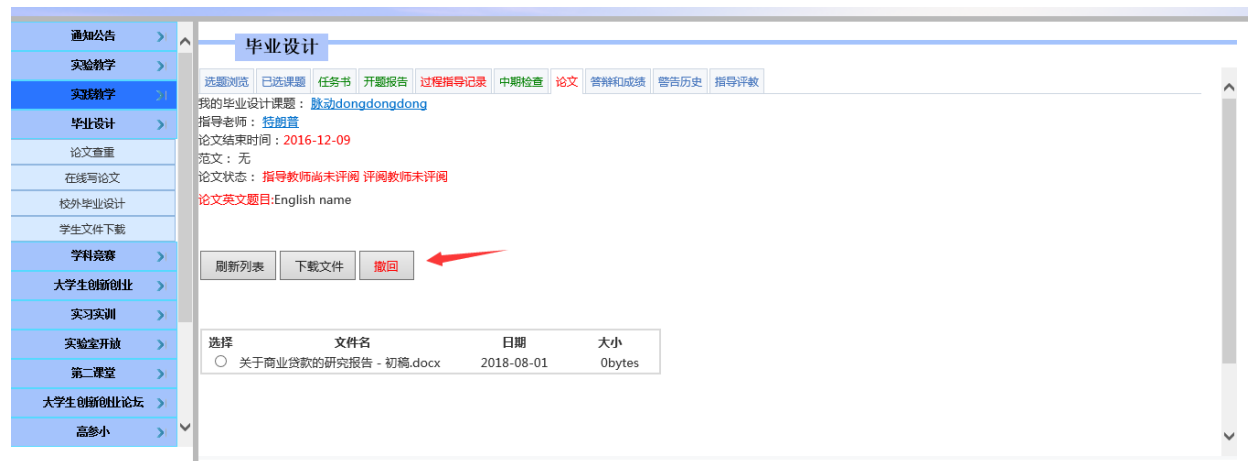 通知公告
实验教学
实践教学
毕业设计
论文查重
在线写论文
校外毕业设计
学生文件下载
学科竞赛
大学生创新创业
实习实训
实验室开放
第二课堂
大学生创新创业论坛
高参小
毕业设计
选题浏览 已选课题 任务书 开题报告 过程指导记录 中期检查 论文 答辩和成绩 警告历史 指导评教
我的毕业设计课题： 脉动dongdongdong
指导老师： 特朗普
论文结束时间：2016-12-09
范文： 无
论文状态： 指导教师尚未评阅 评阅教师未评阅
论文英文题目:English name
刷新列表 下载文件 撤回
选择 文件名 日期 大小
关于商业贷款的研究报告 - 初稿.docx 2018-08-01 0bytes